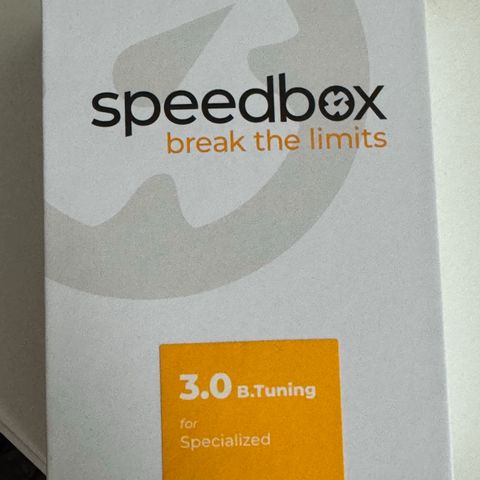 speedbox
break the limits
3.0 B.Tuning
for
Specialized